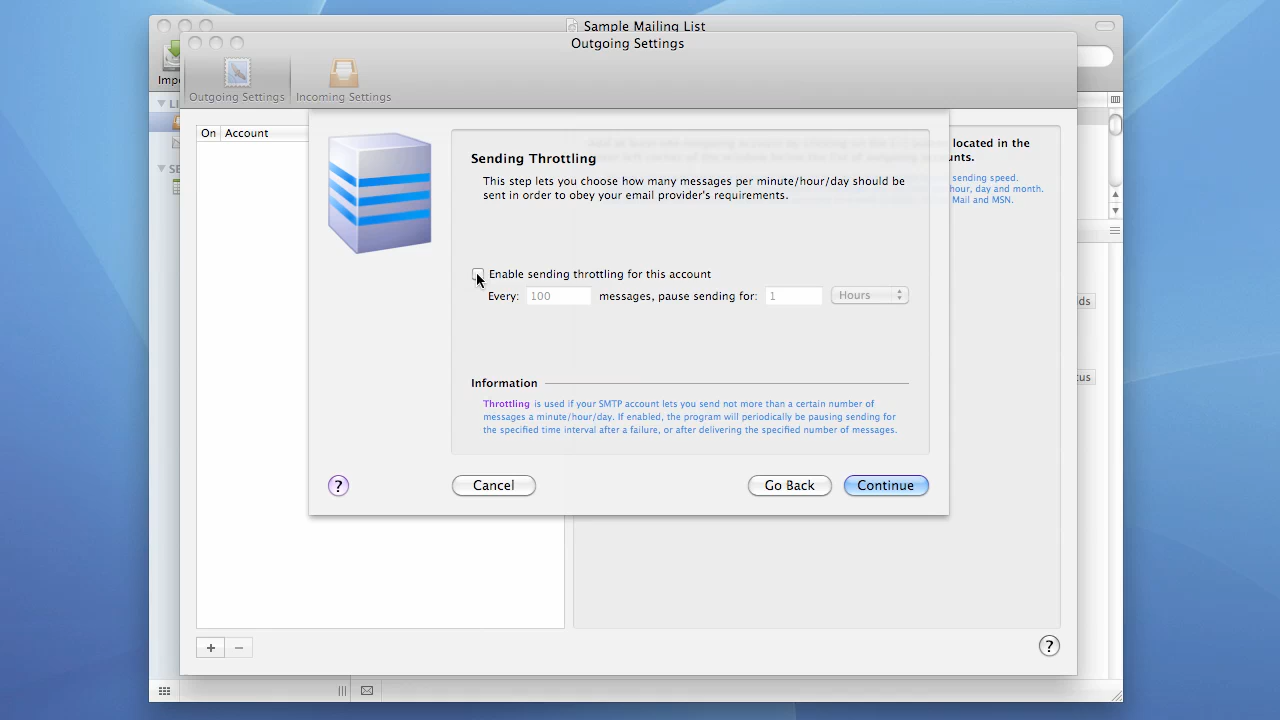 Sample Mailing List
Outgoing Settings
Impo
Outgoing Settings
Incoming Settings
LI
SE
On
Account
located in the
unts.
sending speed.
hour, day and month.
Mail and MSN.
Sending Throttling
This step lets you choose how many messages per minute/hour/day should be
sent in order to obey your email provider's requirements.
Enable sending throttling for this account
Every: 100 messages, pause sending for: 1 Hours
ds
tus
Information
Throttling is used if your SMTP account lets you send not more than a certain number of
messages a minute/hour/day. If enabled, the program will periodically be pausing sending for
the specified time interval after a failure, or after delivering the specified number of messages.
?
Cancel
Go Back
Continue
+
−
?